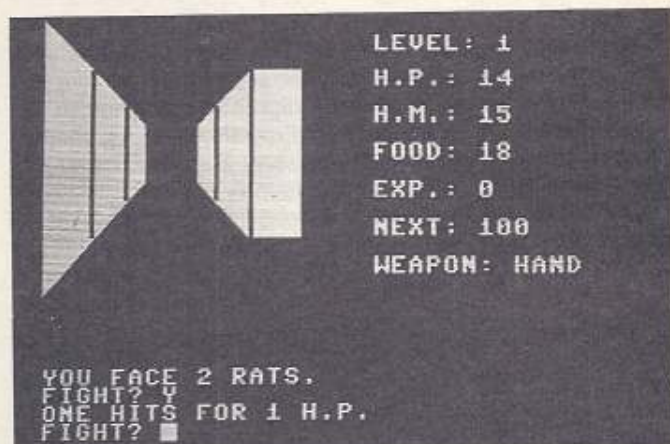 LEVEL: 1
H.P.: 14
H.M.: 15
FOOD: 18
EXP.: 0
NEXT: 100
WEAPON: HAND
YOU FACE 2 RATS.
FIGHT? Y
ONE HITS FOR 1 H.P.
FIGHT?